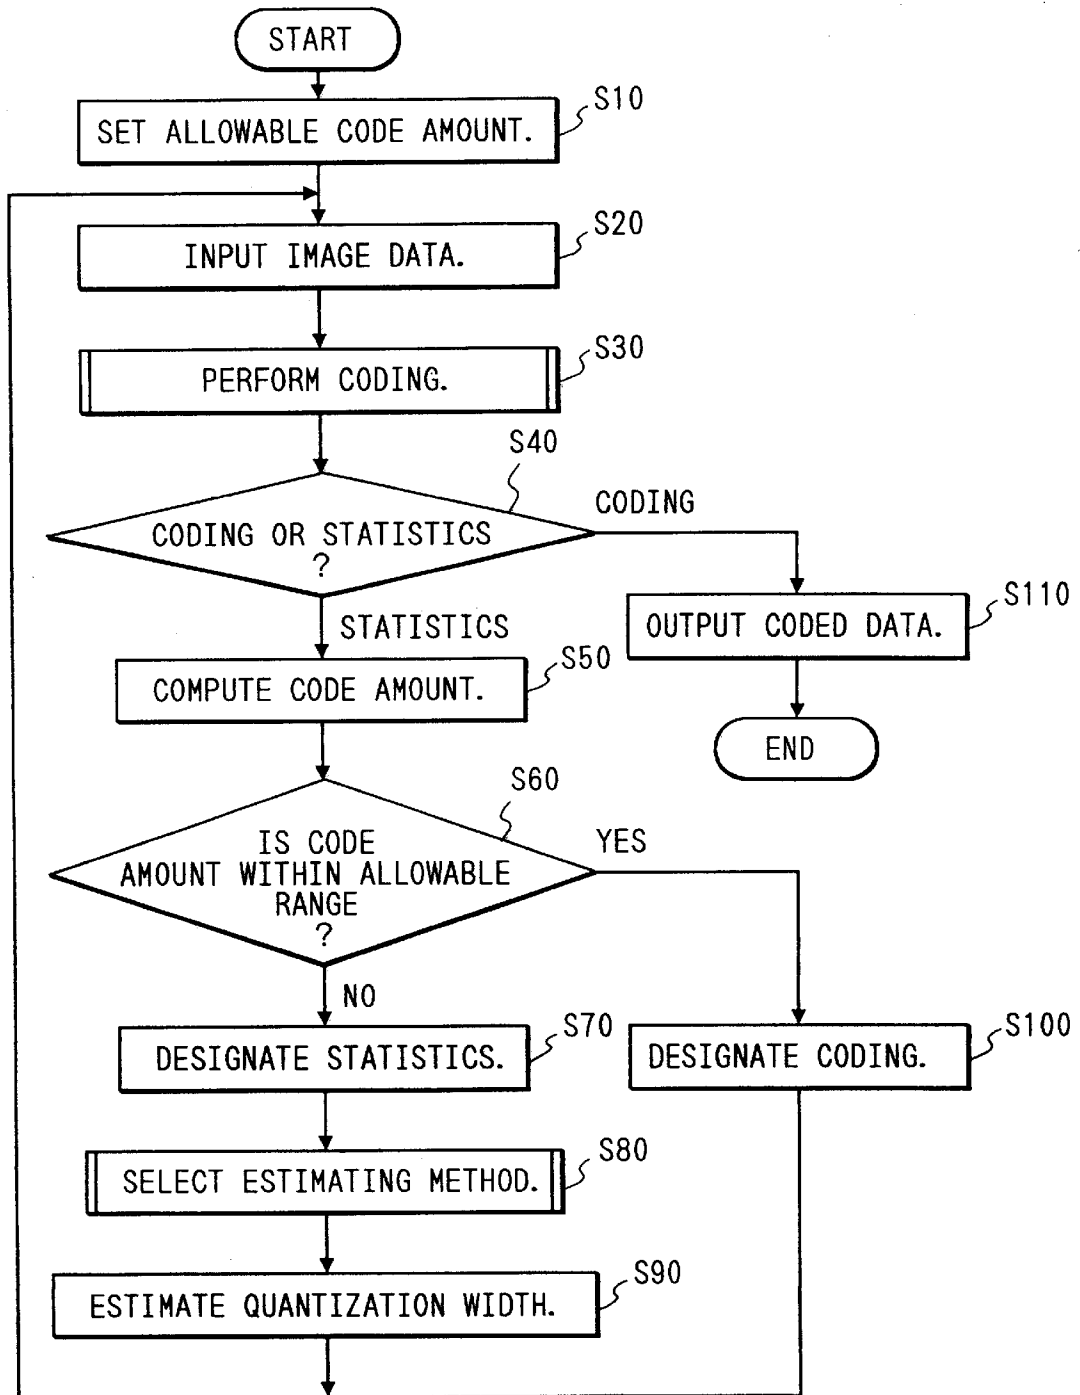 START
S10
SET ALLOWABLE CODE AMOUNT.
S20
INPUT IMAGE DATA.
S30
PERFORM CODING.
S40
CODING
CODING OR STATISTICS
?
S110
STATISTICS
OUTPUT CODED DATA.
S50
COMPUTE CODE AMOUNT.
END
S60
YES
IS CODE
AMOUNT WITHIN ALLOWABLE
RANGE
?
NO
S70
S100
DESIGNATE STATISTICS.
DESIGNATE CODING.
S80
SELECT ESTIMATING METHOD.
S90
ESTIMATE QUANTIZATION WIDTH.